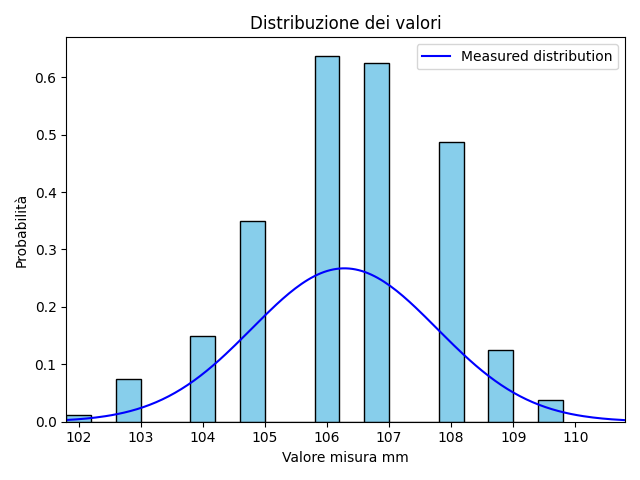 Distribuzione dei valori
Measured distribution
Probabilità
0.6
0.5
0.4
0.3
0.2
0.1
0.0
102 103 104 105 106 107 108 109 110
Valore misura mm